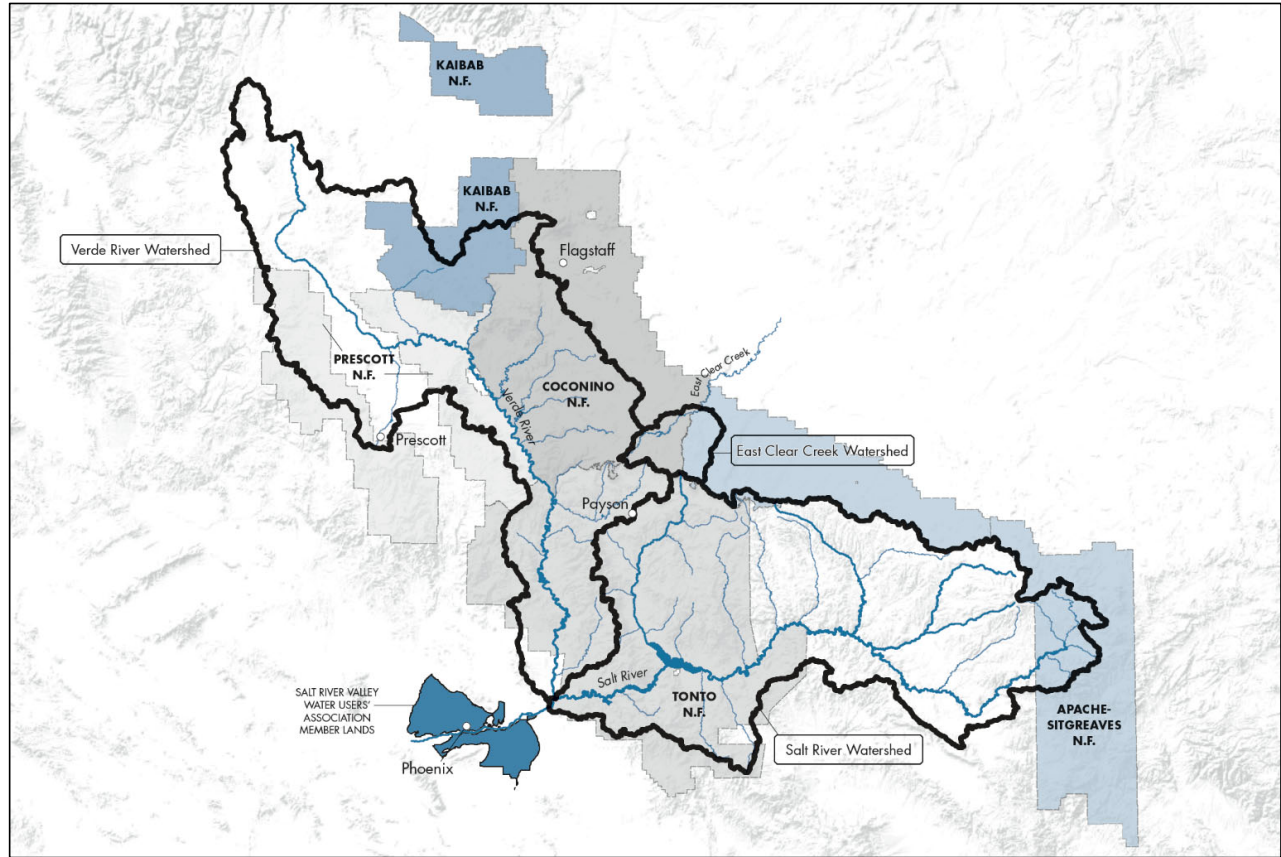 KAIBAB
N.F.
KAIBAB
N.F.
Verde River Watershed
Flagstaff
East Clear Creek
PRESCOTT
N.F.
COCONINO
N.F.
Verde River
Prescott
East Clear Creek Watershed
Payson
Salt River
SALT RIVER VALLEY
WATER USERS'
ASSOCIATION
MEMBER LANDS
TONTO
N.F.
APACHE-
SITGREAVES
N.F.
Salt River Watershed
Phoenix